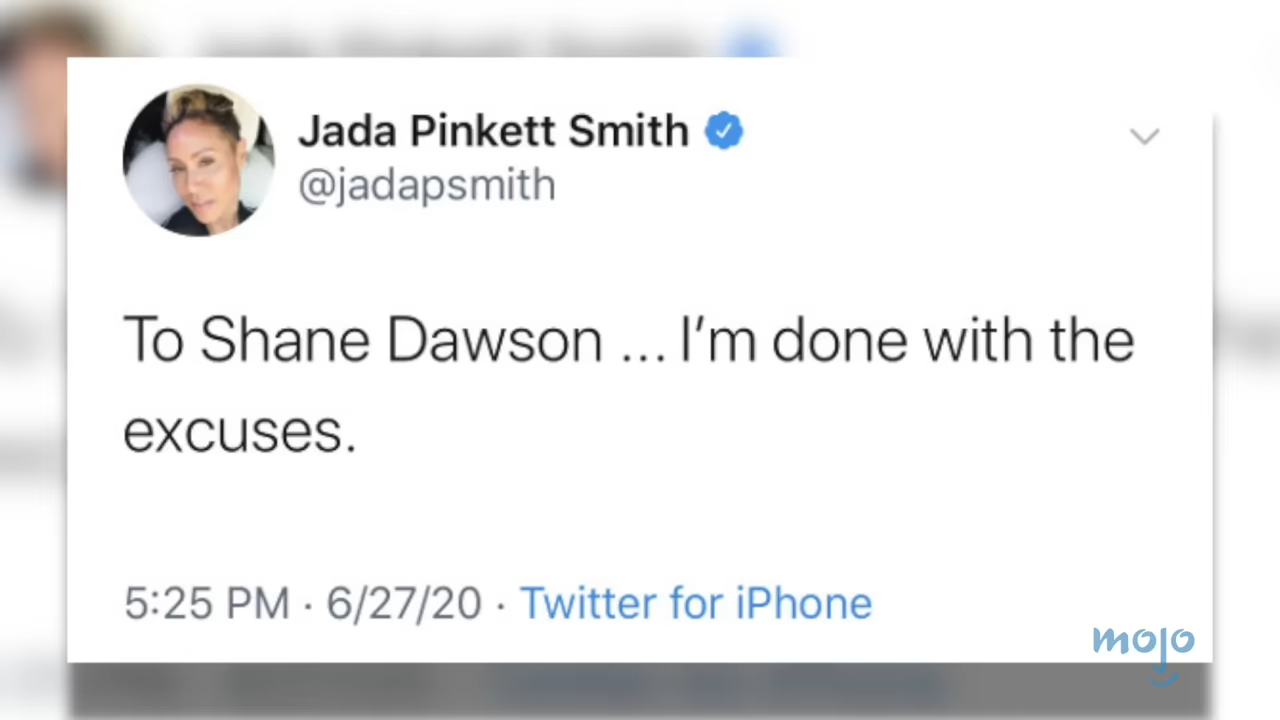 Jada Pinkett Smith
@jadapsmith
To Shane Dawson ... I'm done with the
excuses.
5:25 PM · 6/27/20 · Twitter for iPhone
mojo